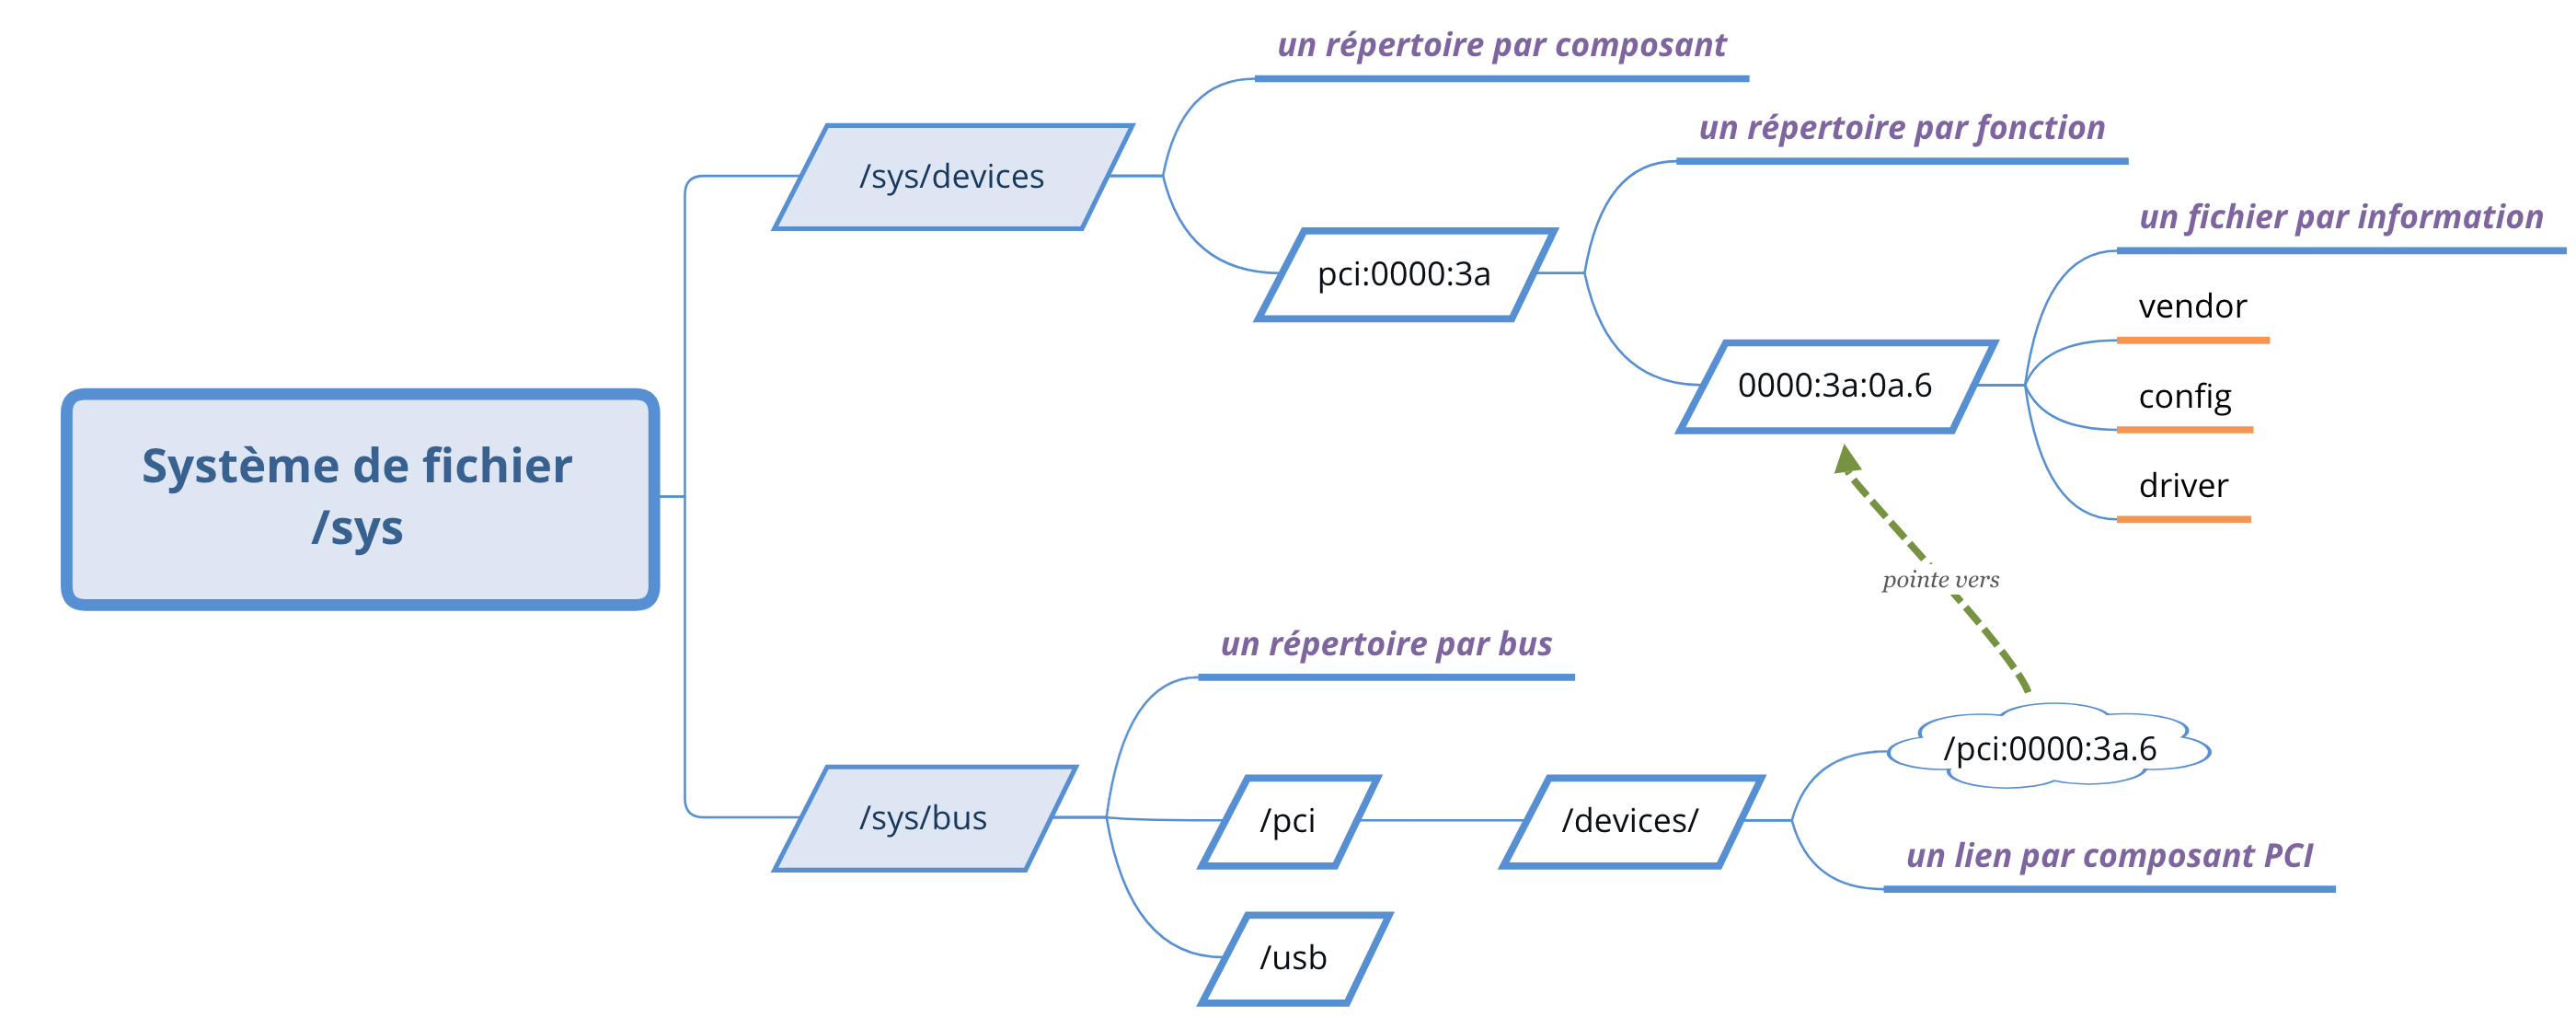 un répertoire par composant
un répertoire par fonction
/sys/devices
un fichier par information
pci:0000:3a
vendor
0000:3a:0a.6
config
Système de fichier
/sys
driver
pointe vers
un répertoire par bus
/pci:0000:3a.6
/sys/bus
/pci
/devices/
un lien par composant PCI
/usb